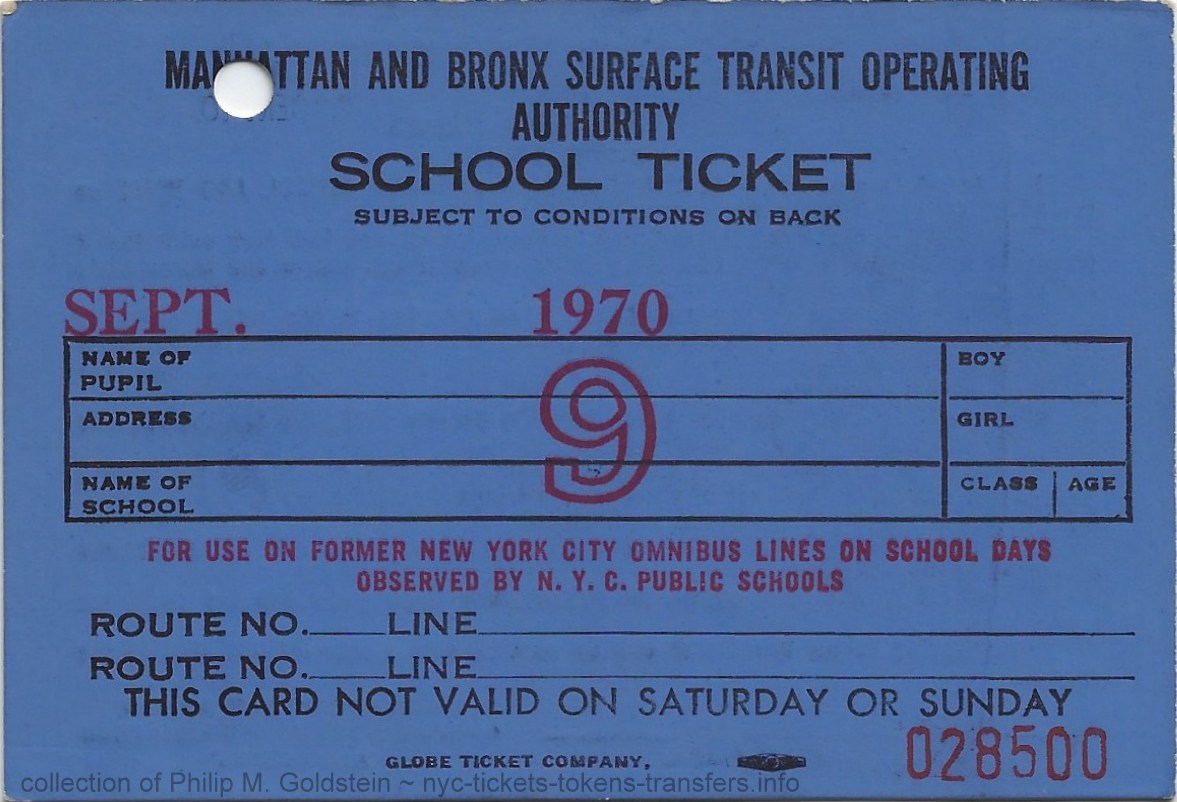 MANHATTAN AND BRONX SURFACE TRANSIT OPERATING
AUTHORITY
SCHOOL TICKET
SUBJECT TO CONDITIONS ON BACK
SEPT. 1970
NAME OF
PUPIL
BOY
9
ADDRESS
GIRL
NAME OF
SCHOOL
CLASS AGE
FOR USE ON FORMER NEW YORK CITY OMNIBUS LINES ON SCHOOL DAYS
OBSERVED BY N. Y. C. PUBLIC SCHOOLS
ROUTE NO.____LINE____
ROUTE NO.____LINE____
THIS CARD NOT VALID ON SATURDAY OR SUNDAY
028500
GLOBE TICKET COMPANY,
collection of Philip M. Goldstein ~ nyc-tickets-tokens-transfers.info